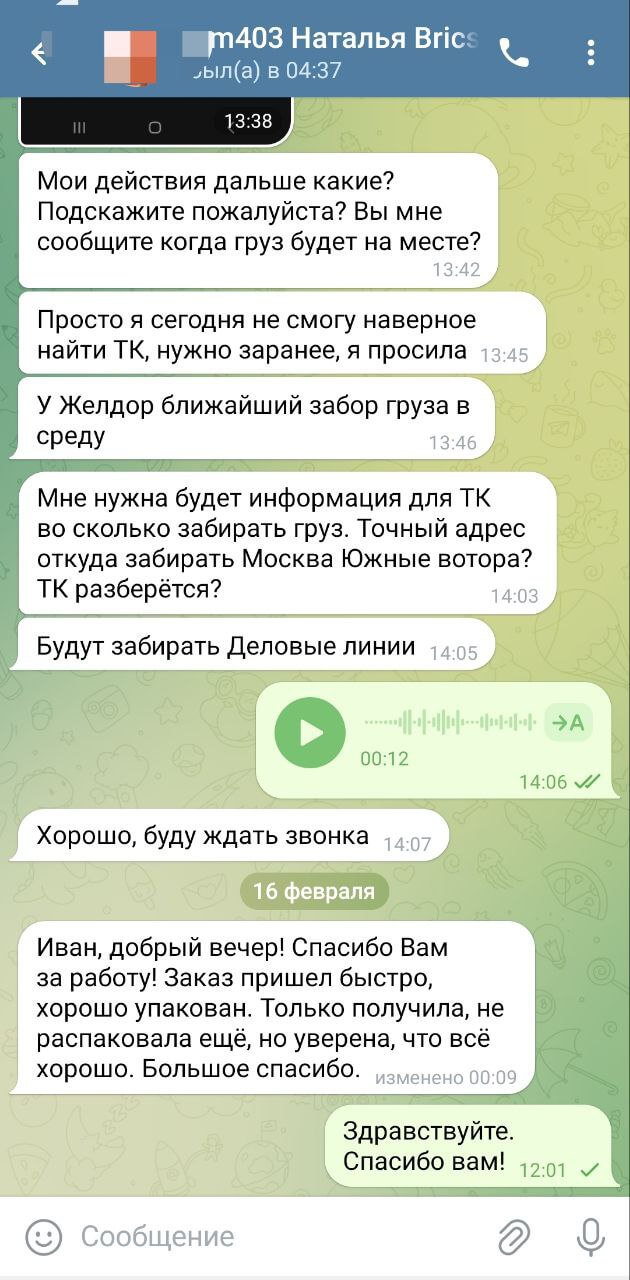 m403 Наталья Brics
был(а) в 04:37
13:38
Мои действия дальше какие?
Подскажите пожалуйста? Вы мне
сообщите когда груз будет на месте?
13:42
Просто я сегодня не смогу наверное
найти ТК, нужно заранее, я просила 13:45
У Желдор ближайший забор груза в
среду 13:46
Мне нужна будет информация для ТК
во сколько забирать груз. Точный адрес
откуда забирать Москва Южные вотора?
ТК разберётся? 14:03
Будут забирать Деловые линии 14:05
→A
00:12
14:06
Хорошо, буду ждать звонка 14:07
16 февраля
Иван, добрый вечер! Спасибо Вам
за работу! Заказ пришел быстро,
хорошо упакован. Только получила, не
распаковала ещё, но уверена, что всё
хорошо. Большое спасибо. изменено 00:09
Здравствуйте.
Спасибо вам! 12:01
Сообщение